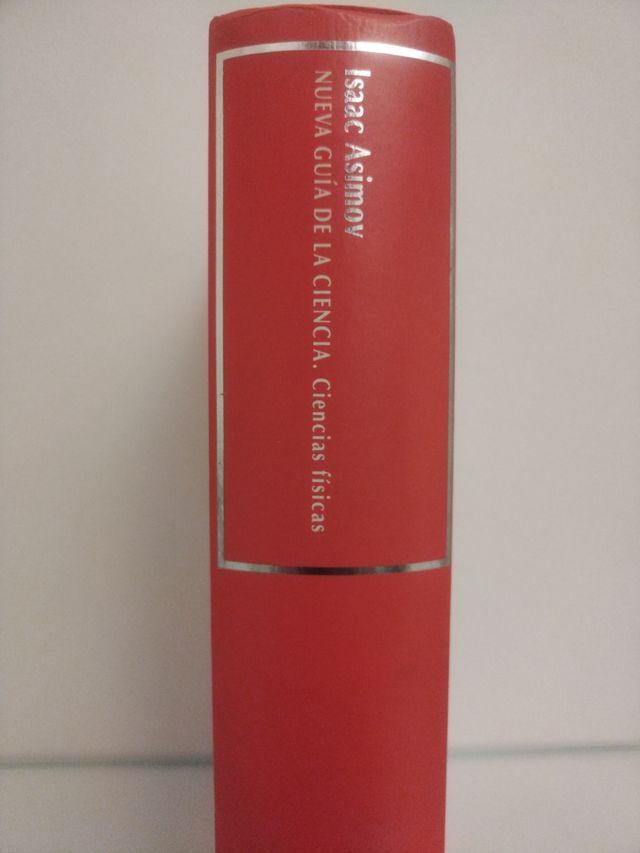 Isaac Asimov
NUEVA GUÍA DE LA CIENCIA. Ciencias físicas